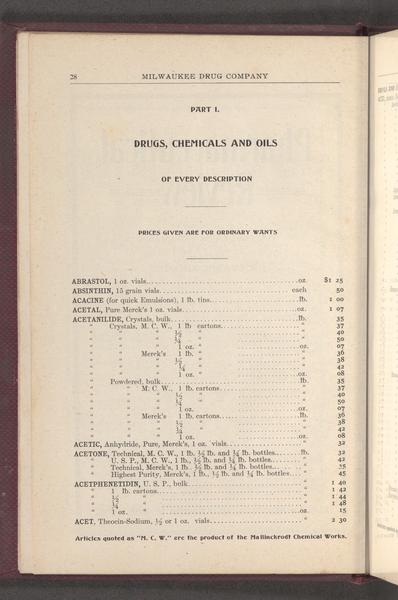 28 MILWAUKEE DRUG COMPANY
PART I.
DRUGS, CHEMICALS AND OILS
OF EVERY DESCRIPTION
PRICES GIVEN ARE FOR ORDINARY WANTS
ABRASTOL, 1 oz. vials oz. $1 25
ABSINTHIN, 15 grain vials each 50
ACACINE (for quick Emulsions), 1 lb. tins lb. 1 00
ACETAL, Pure Merck's 1 oz. vials oz. 1 07
ACETANILIDE, Crystals, bulk lb. 35
" Crystals, M. C. W., 1 lb cartons " 37
" " " ½ " " 40
" " " ¼ " " 50
" " " 1 oz. " oz. 07
" " Merck's 1 lb. " " 36
" " " ½ " " 38
" " " ¼ " " 42
" " " 1 oz. " oz. 08
" Powdered, bulk lb. 35
" " M. C. W., 1 lb. cartons " 37
" " " ½ " " 40
" " " ¼ " " 50
" " " 1 oz. oz. 07
" " Merck's 1 lb. cartons lb. 36
" " " ½ " " 38
" " " ¼ " " 42
" " " 1 oz. oz. 08
ACETIC, Anhydride, Pure, Merck's, 1 oz. vials " 32
ACETONE, Technical, M. C. W., 1 lb. ½ lb. and ¼ lb. bottles lb. 32
" U. S. P., M. C. W., 1 lb., ½ lb. and ¼ lb. bottles " 42
" Technical, Merck's, 1 lb. ½ lb. and ¼ lb. bottles " 35
" Highest Purity, Merck's, 1 lb., ½ lb. and ¼ lb. bottles " 45
ACETPHENETIDIN, U. S. P., bulk " 1 40
" 1 lb. cartons " 1 42
" ½ " " 1 44
" ¼ " " 1 48
" 1 oz. " oz. 15
ACET, Theocin-Sodium, ½ or 1 oz. vials " 2 30
Articles quoted as "M. C. W." are the product of the Mallinckrodt Chemical Works.